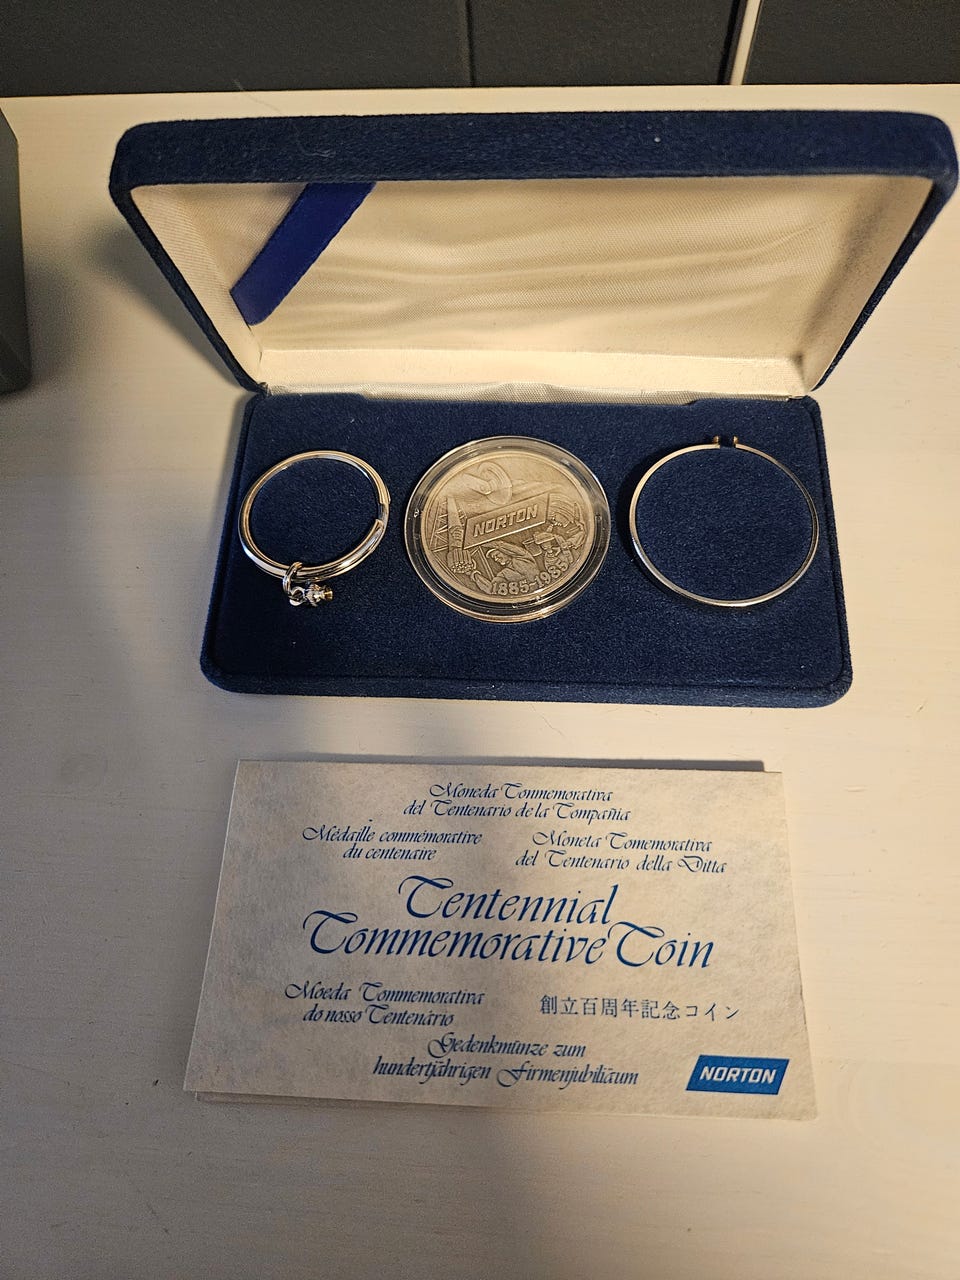 NORTON
1885-1985
Moneda Conmemorativa
del Centenario de la Compañia
Médaille commémorative
du centenaire
Moneta Comemorativa
del Centenario della Ditta
Centennial
Commemorative Coin
Moeda Commemorativa
do nosso Centenário
創立百周年記念コイン
Gedenkmünze zum
hundertjährigen Firmenjubiläum
NORTON